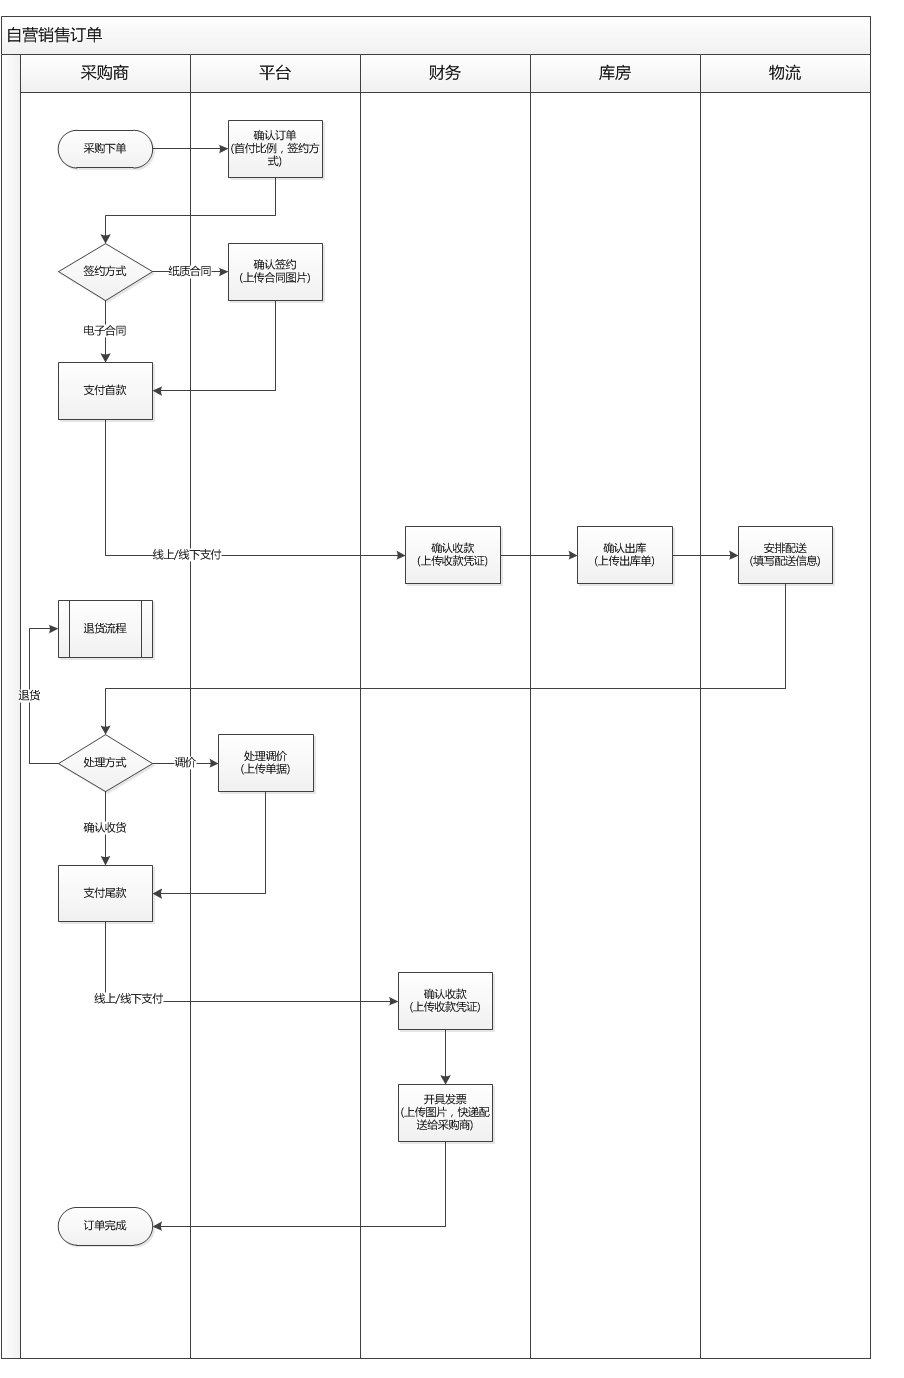 自营销售订单
采购商
平台
财务
库房
物流
采购下单
确认订单
(首付比例，签约方
式)
签约方式
纸质合同
确认签约
(上传合同图片)
电子合同
支付首款
线上/线下支付
确认收款
(上传收款凭证)
确认出库
(上传出库单)
安排配送
(填写配送信息)
退货流程
退货
处理方式
调价
处理调价
(上传单据)
确认收货
支付尾款
线上/线下支付
确认收款
(上传收款凭证)
开具发票
(上传图片，快递配
送给采购商)
订单完成